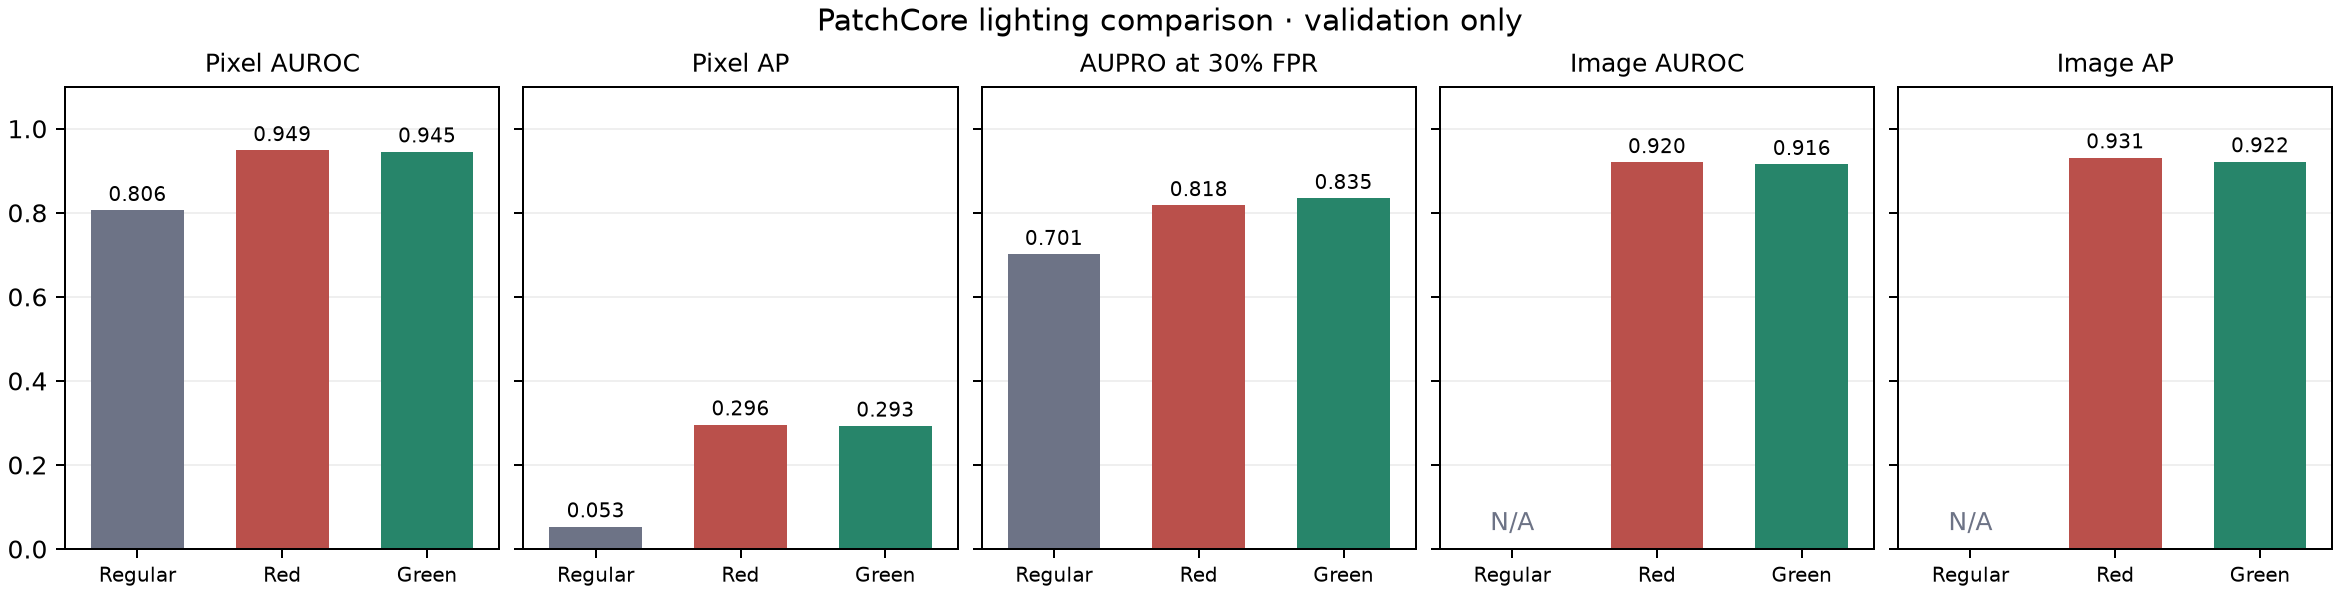 PatchCore lighting comparison · validation only
Pixel AUROC
1.0
0.8
0.6
0.4
0.2
0.0
0.806
0.949
0.945
Regular
Red
Green
Pixel AP
0.053
0.296
0.293
Regular
Red
Green
AUPRO at 30% FPR
0.701
0.818
0.835
Regular
Red
Green
Image AUROC
N/A
0.920
0.916
Regular
Red
Green
Image AP
N/A
0.931
0.922
Regular
Red
Green